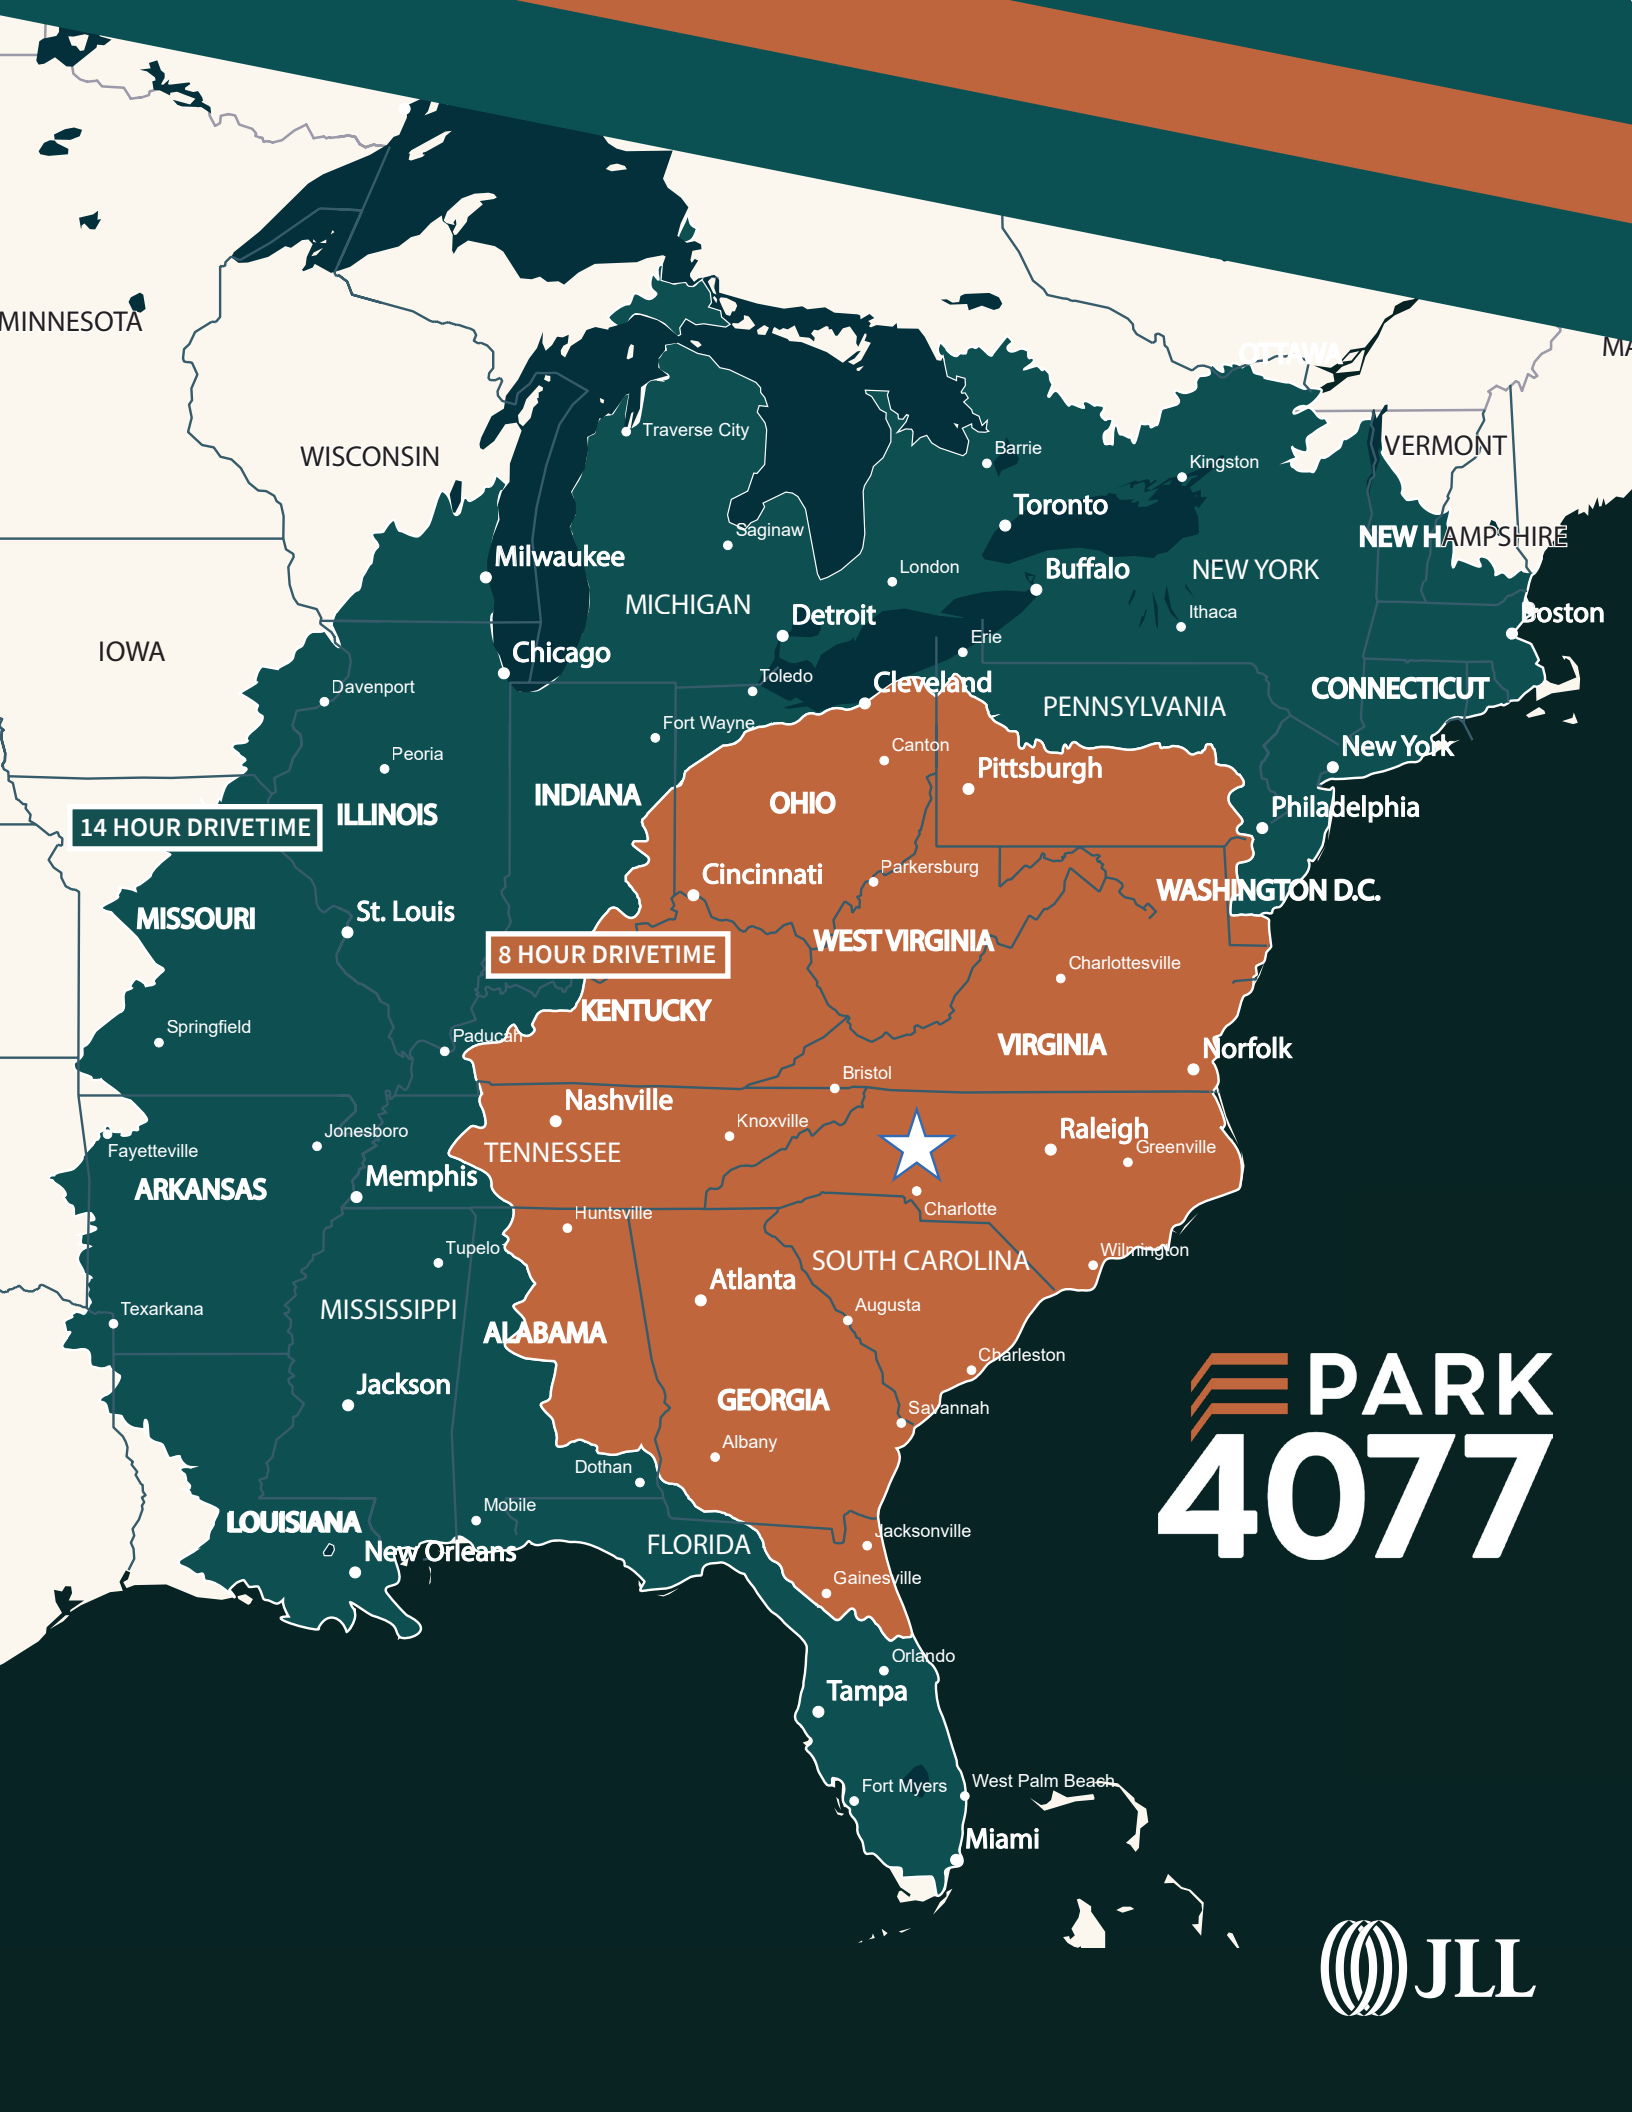 MINNESOTA
OTTAWA
MA
VERMONT
WISCONSIN
Traverse City
Barrie
Kingston
Toronto
Saginaw
NEW HAMPSHIRE
Milwaukee
London
Buffalo
NEW YORK
MICHIGAN
Detroit
Ithaca
Boston
IOWA
Chicago
Erie
Toledo
Cleveland
Davenport
CONNECTICUT
PENNSYLVANIA
Fort Wayne
Canton
New York
Peoria
Pittsburgh
INDIANA
OHIO
Philadelphia
14 HOUR DRIVETIME
ILLINOIS
Cincinnati
Parkersburg
WASHINGTON D.C.
MISSOURI
St. Louis
WEST VIRGINIA
8 HOUR DRIVETIME
Charlottesville
KENTUCKY
Springfield
Paducah
VIRGINIA
Norfolk
Bristol
Nashville
Knoxville
Raleigh
Jonesboro
Fayetteville
TENNESSEE
Greenville
Memphis
ARKANSAS
Huntsville
Charlotte
Tupelo
SOUTH CAROLINA
Wilmington
Atlanta
Texarkana
MISSISSIPPI
Augusta
ALABAMA
Charleston
Jackson
GEORGIA
Savannah
PARK
4077
Albany
Dothan
Mobile
LOUISIANA
Jacksonville
New Orleans
FLORIDA
Gainesville
Orlando
Tampa
Fort Myers
West Palm Beach
Miami
JLL